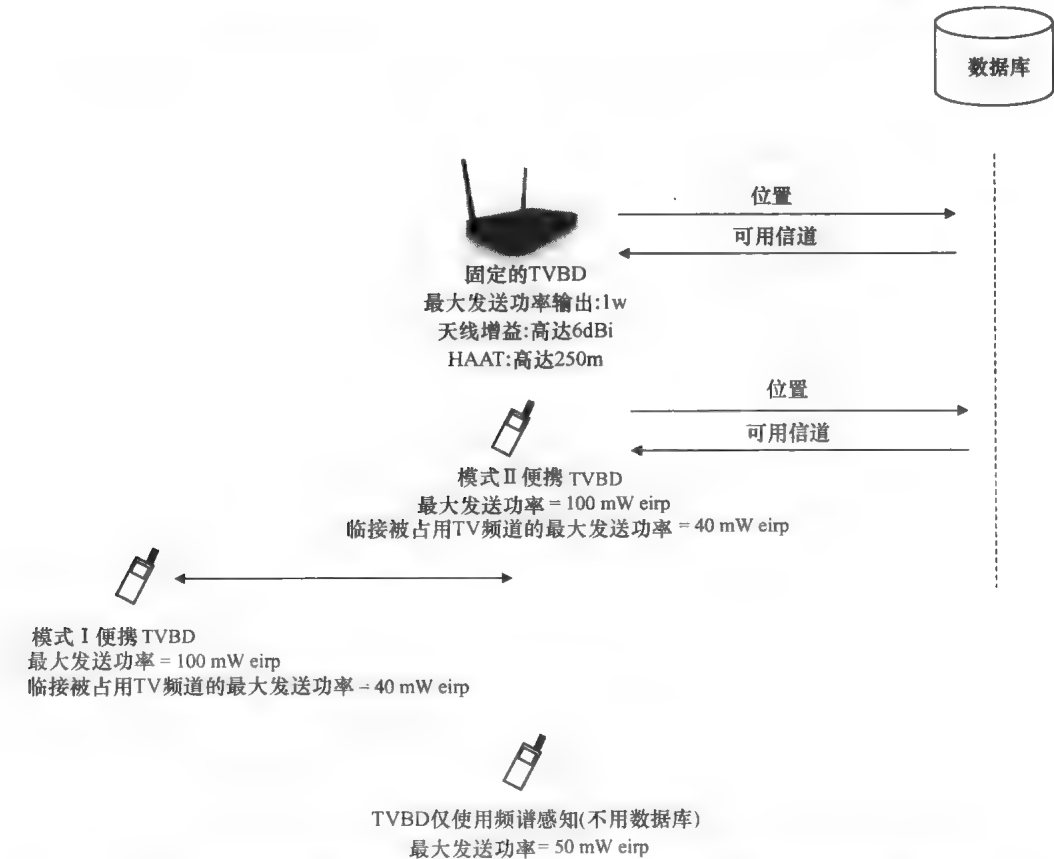 数据库
位置
可用信道
固定的TVBD
最大发送功率输出:1w
天线增益:高达6dBi
HAAT:高达250m
位置
可用信道
模式Ⅱ便携 TVBD
最大发送功率 = 100 mW eirp
临接被占用TV频道的最大发送功率 = 40 mW eirp
模式Ⅰ便携 TVBD
最大发送功率 = 100 mW eirp
临接被占用TV频道的最大发送功率 = 40 mW eirp
TVBD仅使用频谱感知(不用数据库)
最大发送功率= 50 mW eirp